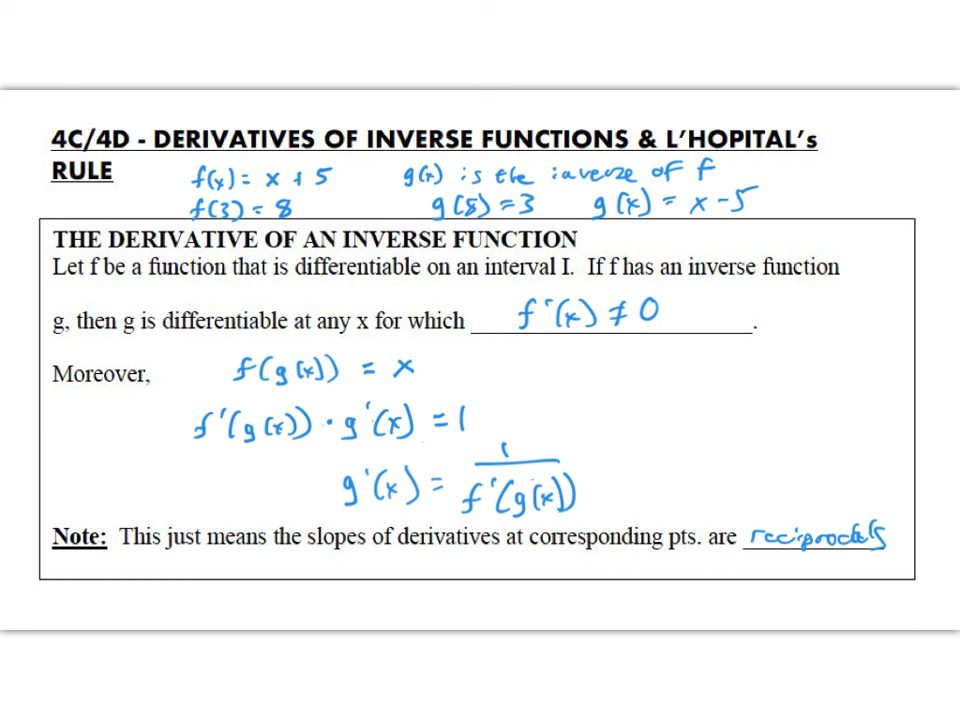 4C/4D - DERIVATIVES OF INVERSE FUNCTIONS & L'HOPITAL's
RULE
f(x) = x + 5 g(x) is the inverse of f
f(3) = 8 g(8) = 3 g(x) = x - 5
THE DERIVATIVE OF AN INVERSE FUNCTION
Let f be a function that is differentiable on an interval I. If f has an inverse function
g, then g is differentiable at any x for which f'(x) ≠ 0.
Moreover, f(g(x)) = x
f'(g(x)) · g'(x) = 1
g'(x) = 1/f'(g(x))
Note: This just means the slopes of derivatives at corresponding pts. are reciprocals